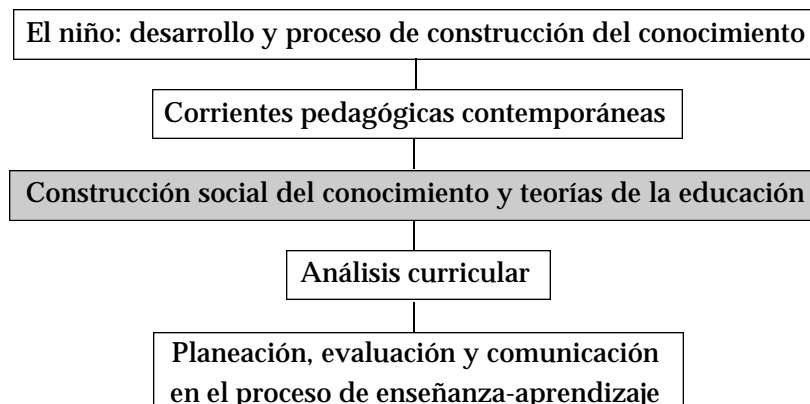 El niño: desarrollo y proceso de construcción del conocimiento
Corrientes pedagógicas contemporáneas
Construcción social del conocimiento y teorías de la educación
Análisis curricular
Planeación, evaluación y comunicación
en el proceso de enseñanza-aprendizaje